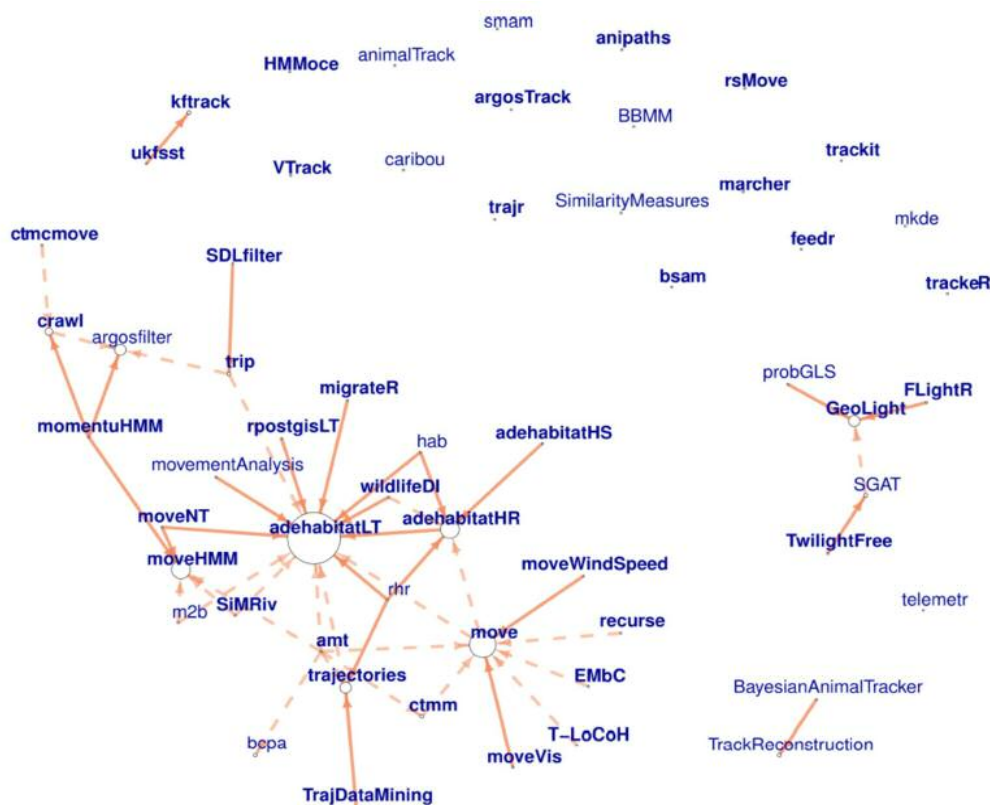 smam
anipaths
HMMoce
animalTrack
rsMove
kftrack
argosTrack
BBMM
ukfsst
VTrack
caribou
trackit
marcher
trajr
SimilarityMeasures
mkde
ctmcmove
feedr
SDLfilter
bsam
trackeR
crawl
argosfilter
trip
probGLS
migrateR
FLightR
GeoLight
momentuHMM
rpostgisLT
hab
adehabitatHS
movementAnalysis
wildlifeDI
SGAT
moveNT
adehabitatLT
adehabitatHR
TwilightFree
moveHMM
moveWindSpeed
rhr
m2b
SiMRiv
telemetr
recurse
amt
move
trajectories
EMbC
BayesianAnimalTracker
ctmm
T-LoCoH
bcpa
TrackReconstruction
moveVis
TrajDataMining